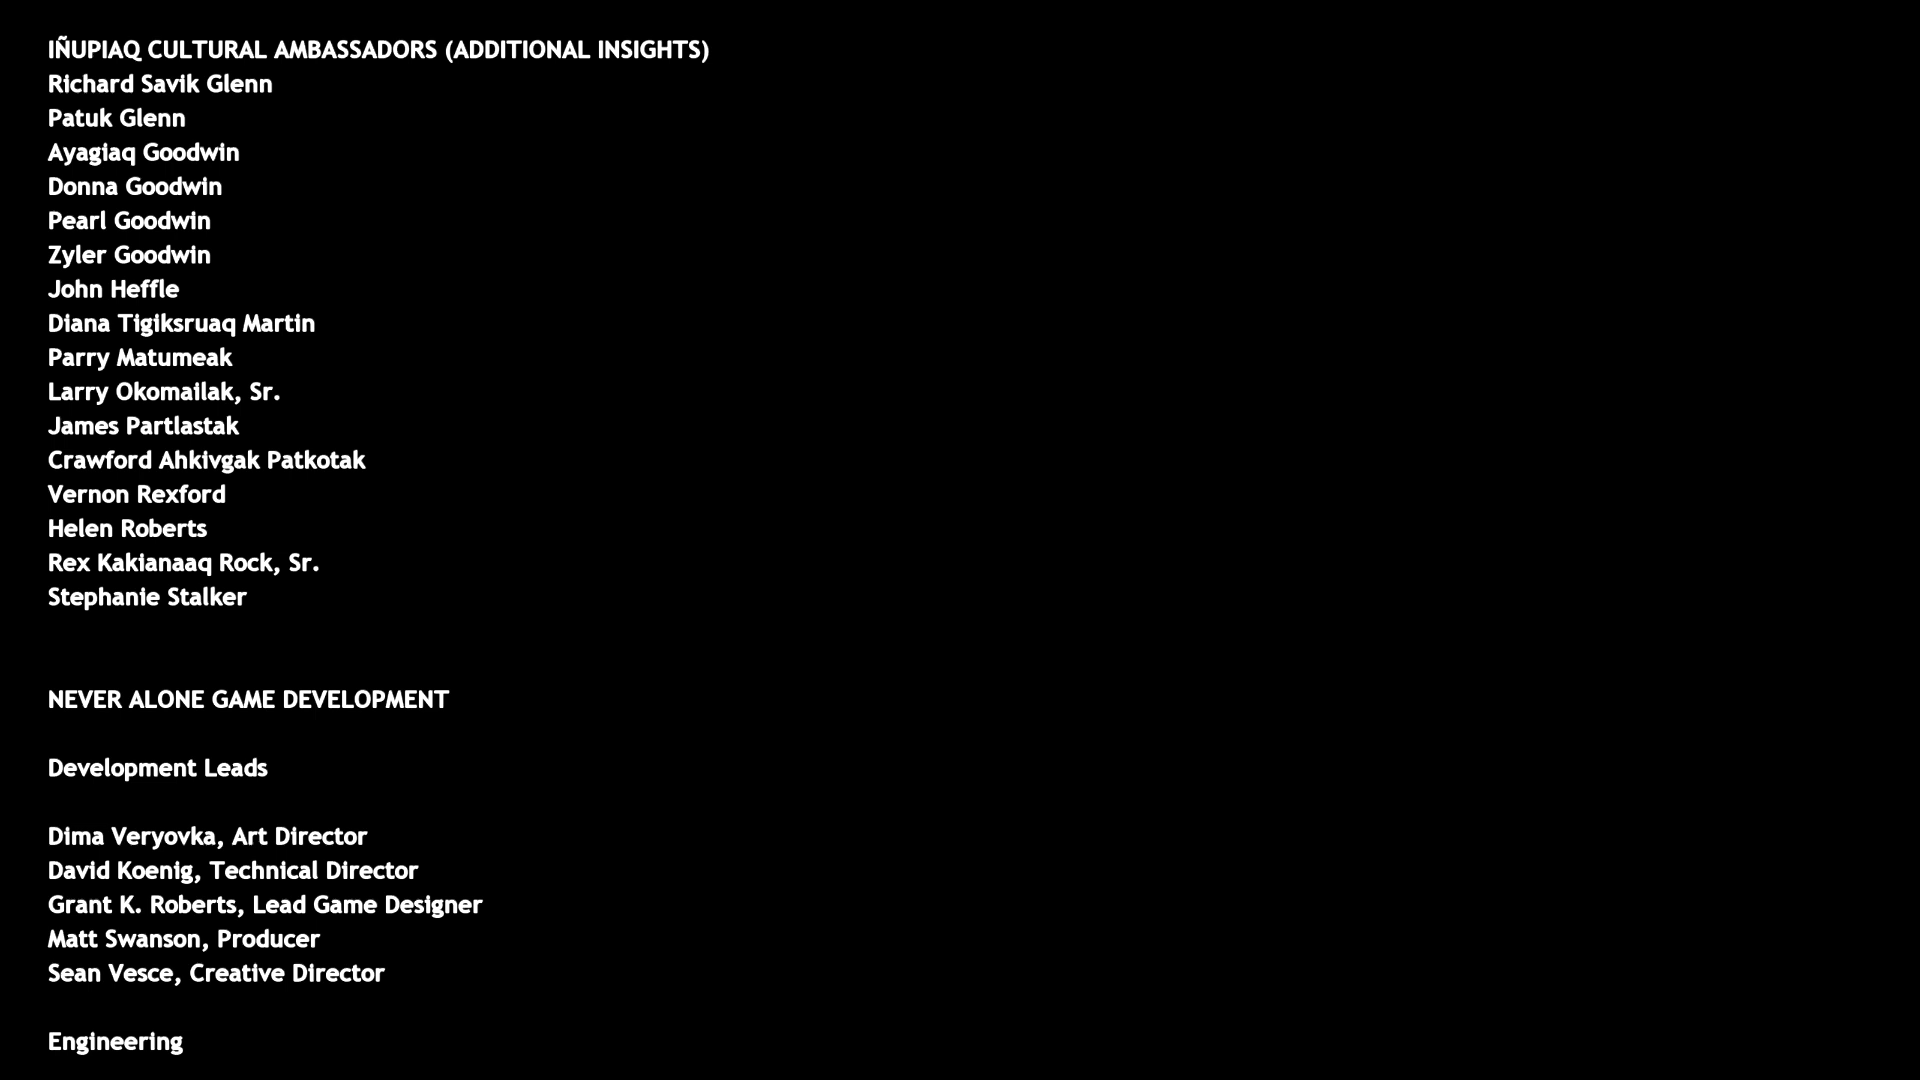 IÑUPIAQ CULTURAL AMBASSADORS (ADDITIONAL INSIGHTS)
Richard Savik Glenn
Patuk Glenn
Ayagiaq Goodwin
Donna Goodwin
Pearl Goodwin
Zyler Goodwin
John Heffle
Diana Tigiksruaq Martin
Parry Matumeak
Larry Okomailak, Sr.
James Partlastak
Crawford Ahkivgak Patkotak
Vernon Rexford
Helen Roberts
Rex Kakianaaq Rock, Sr.
Stephanie Stalker
NEVER ALONE GAME DEVELOPMENT
Development Leads
Dima Veryovka, Art Director
David Koenig, Technical Director
Grant K. Roberts, Lead Game Designer
Matt Swanson, Producer
Sean Vesce, Creative Director
Engineering